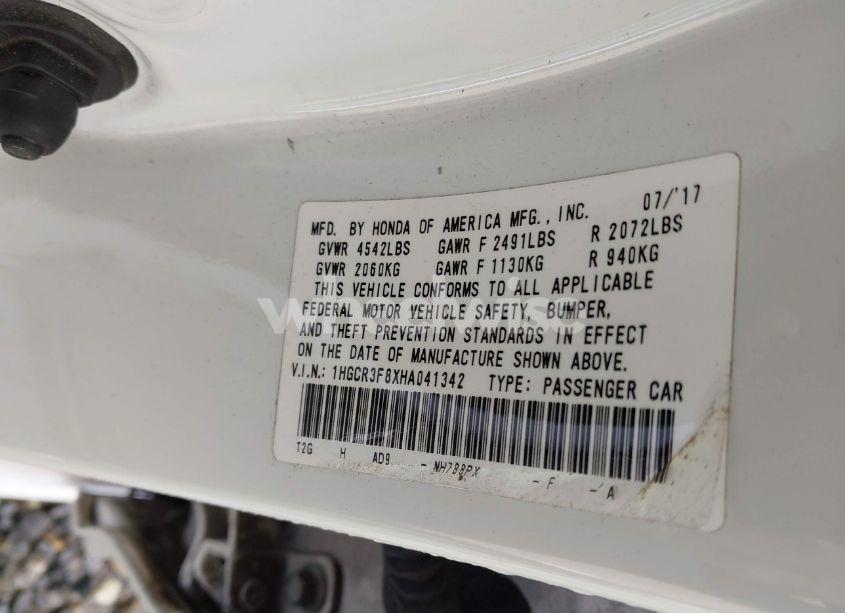 07/'17
MFD. BY HONDA OF AMERICA MFG., INC.
GVWR 4542LBS GAWR F 2491LBS R 2072LBS
GVWR 2060KG GAWR F 1130KG R 940KG
THIS VEHICLE CONFORMS TO ALL APPLICABLE
FEDERAL MOTOR VEHICLE SAFETY, BUMPER,
AND THEFT PREVENTION STANDARDS IN EFFECT
ON THE DATE OF MANUFACTURE SHOWN ABOVE.
V.I.N.: 1HGCR3F8XHA041342 TYPE: PASSENGER CAR
T2G H AD9 - NH788PX - F -A